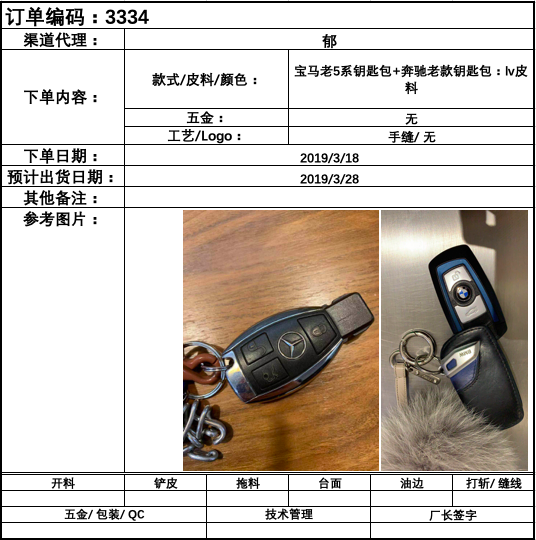 订单编码：3334
渠道代理：
郁
下单内容：
款式/皮料/颜色：
宝马老5系钥匙包+奔驰老款钥匙包：lv皮
料
五金：
无
工艺/Logo：
手缝/ 无
下单日期：
2019/3/18
预计出货日期：
2019/3/28
其他备注：
参考图片：
开料
铲皮
拖料
台面
油边
打斩/ 缝线
五金/ 包装/ QC
技术管理
厂长签字